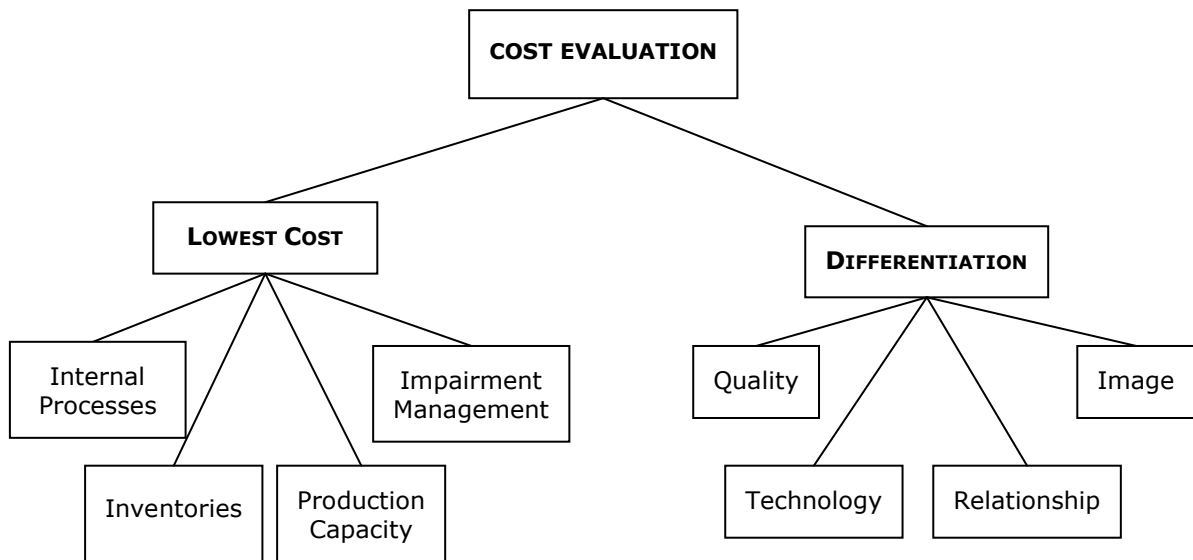 COST EVALUATION
LOWEST COST
DIFFERENTIATION
Internal
Processes
Impairment
Management
Quality
Image
Inventories
Production
Capacity
Technology
Relationship